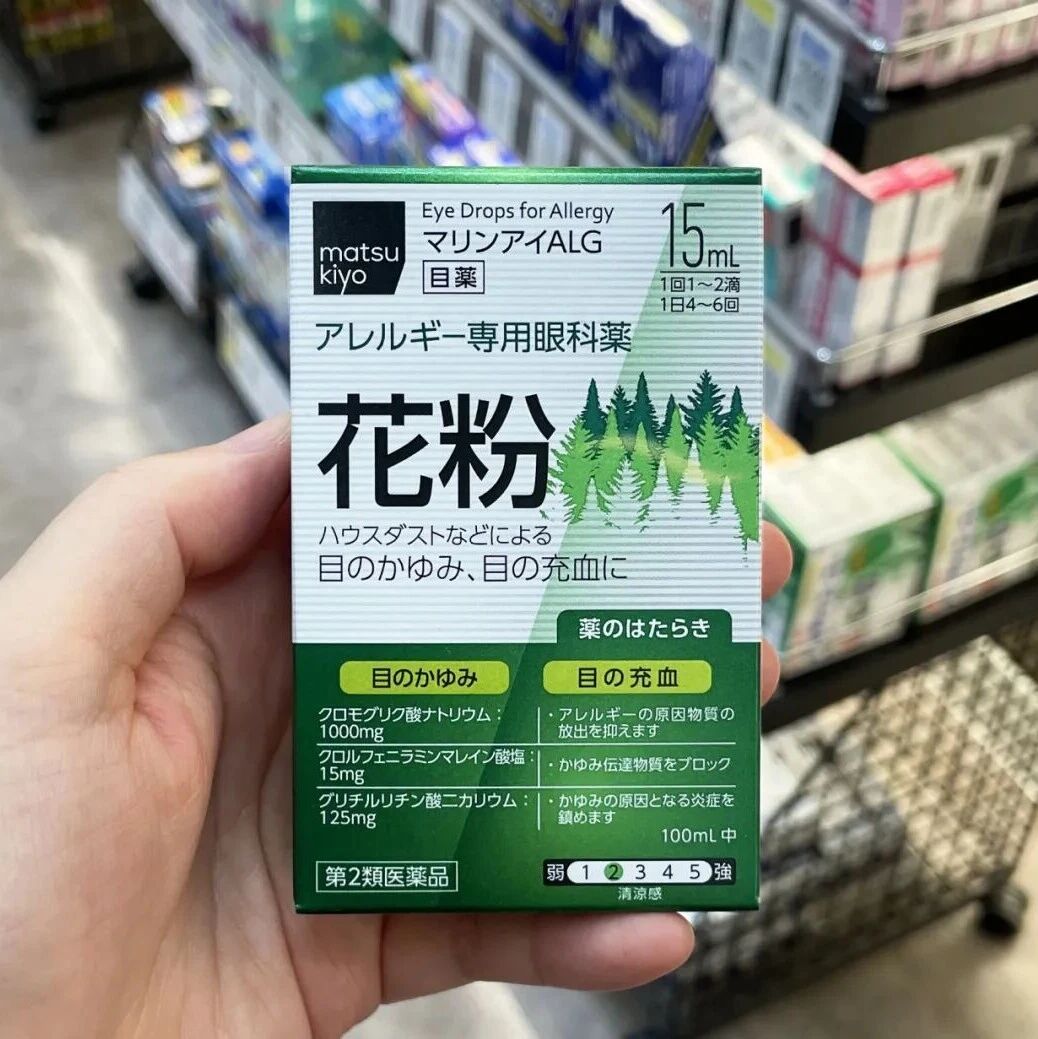 matsu
kiyo
Eye Drops for Allergy
マリンアイALG
目薬
15mL
1回1～2滴
1日4～6回
アレルギー専用眼科薬
花粉
ハウスダストなどによる
目のかゆみ、目の充血に
薬のはたらき
目のかゆみ
目の充血
クロモグリク酸ナトリウム：
1000mg
・アレルギーの原因物質の
放出を抑えます
クロルフェニラミンマレイン酸塩：
15mg
・かゆみ伝達物質をブロック
グリチルリチン酸二カリウム：
125mg
・かゆみの原因となる炎症を
鎮めます
100mL中
第2類医薬品
弱 1 2 3 4 5 強
清涼感